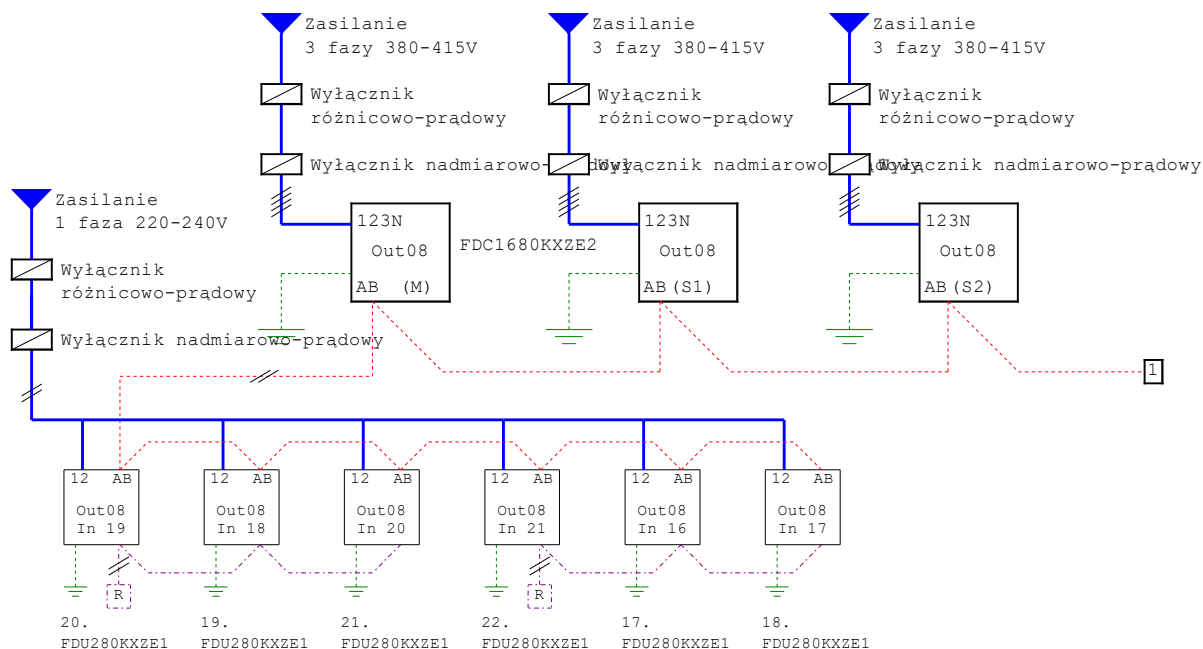 Zasilanie
3 fazy 380-415V
Zasilanie
3 fazy 380-415V
Zasilanie
3 fazy 380-415V
Wyłącznik
różnicowo-prądowy
Wyłącznik
różnicowo-prądowy
Wyłącznik
różnicowo-prądowy
Wyłącznik nadmiarowo-prądowy
Wyłącznik nadmiarowo-prądowy
Wyłącznik nadmiarowo-prądowy
Zasilanie
1 faza 220-240V
123N
Out08
AB (M)
FDC1680KXZE2
123N
Out08
AB (S1)
123N
Out08
AB (S2)
Wyłącznik
różnicowo-prądowy
Wyłącznik nadmiarowo-prądowy
1
12 AB
Out08
In 19
12 AB
Out08
In 18
12 AB
Out08
In 20
12 AB
Out08
In 21
12 AB
Out08
In 16
12 AB
Out08
In 17
R
R
20.
FDU280KXZE1
19.
FDU280KXZE1
21.
FDU280KXZE1
22.
FDU280KXZE1
17.
FDU280KXZE1
18.
FDU280KXZE1